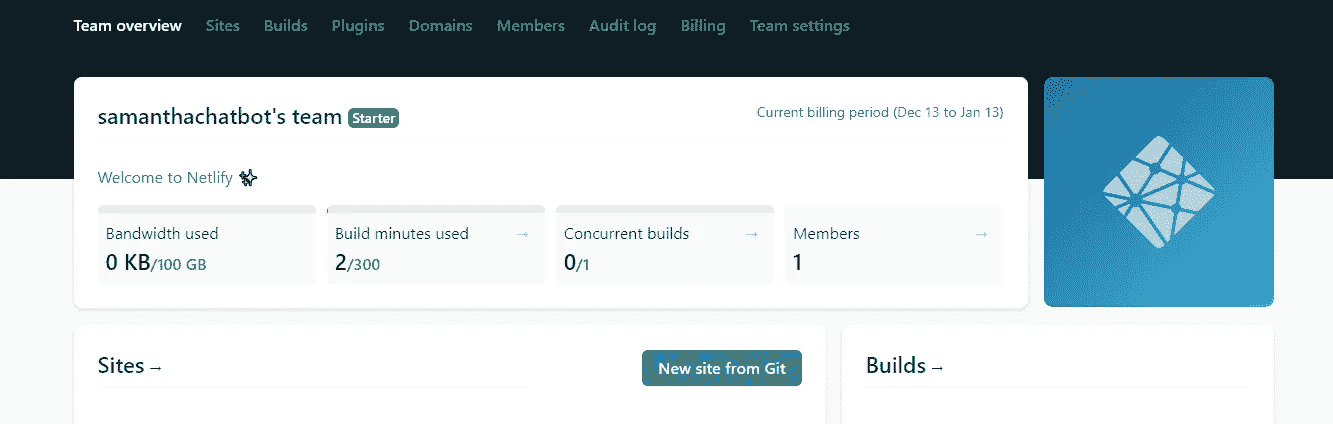 Team overview Sites Builds Plugins Domains Members Audit log Billing Team settings
samanthachatbot's team Starter
Current billing period (Dec 13 to Jan 13)
Welcome to Netlify
Bandwidth used
0 KB/100 GB
Build minutes used →
2/300
Concurrent builds →
0/1
Members →
1
Sites →
New site from Git
Builds →